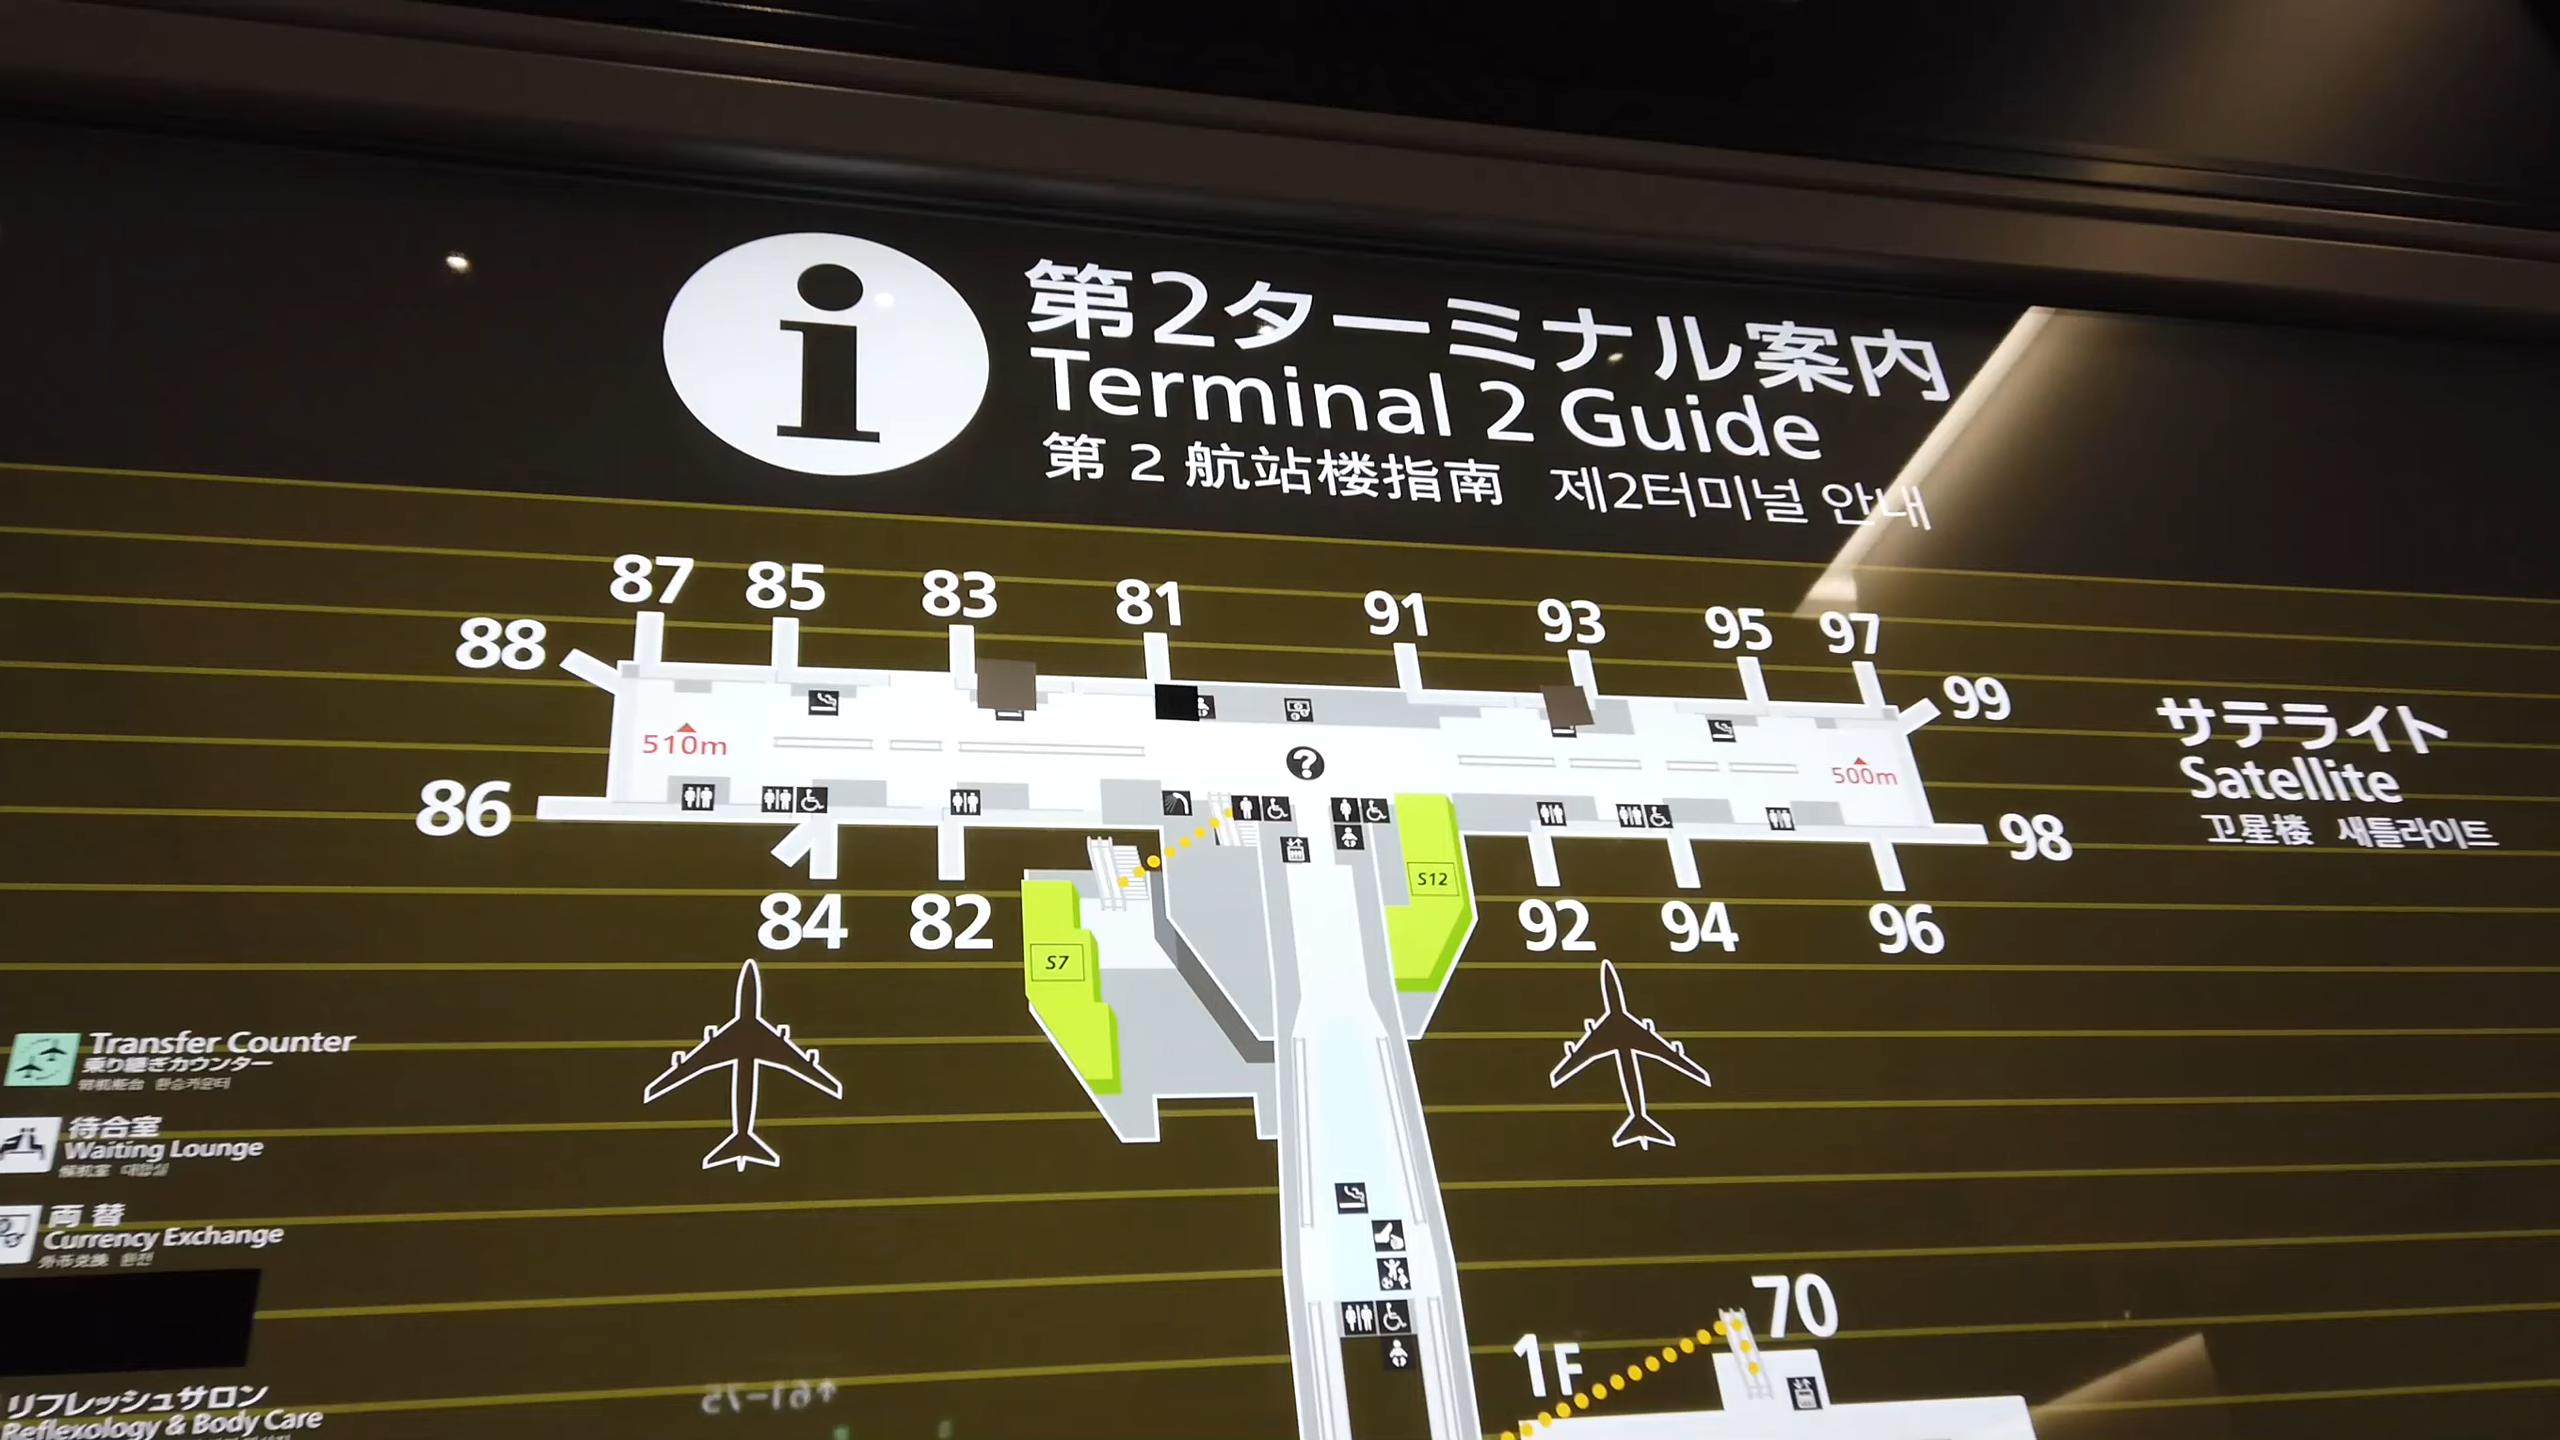 i
第2ターミナル案内
Terminal 2 Guide
第 2 航站楼指南 제2터미널 안내
87
85
83
81
91
93
95
97
88
99
510m
?
500m
サテライト
Satellite
卫星楼 새틀라이트
86
98
S12
84
82
92
94
96
S7
Transfer Counter
乗り継ぎカウンター
待合室
Waiting Lounge
両替
Currency Exchange
70
1F
↑61-75
リフレッシュサロン
Reflexology & Body Care